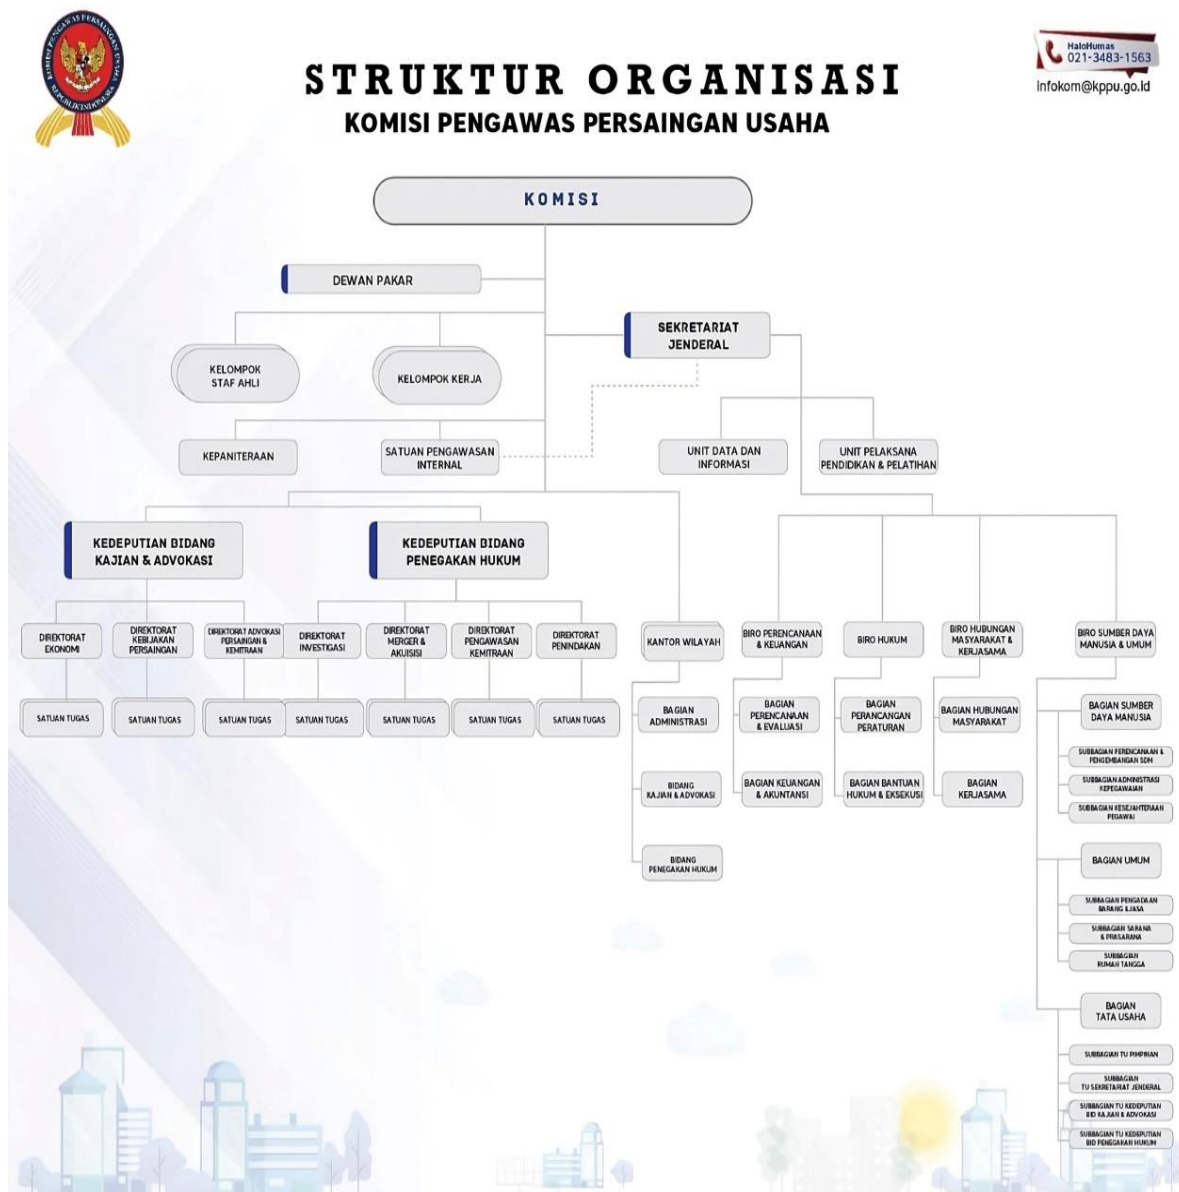 KOMISI PENGAWAS PERSAINGAN USAHA
REPUBLIK INDONESIA
HaloHumas
021-3483-1563
infokom@kppu.go.id
STRUKTUR ORGANISASI
KOMISI PENGAWAS PERSAINGAN USAHA
KOMISI
DEWAN PAKAR
SEKRETARIAT
JENDERAL
KELOMPOK
STAF AHLI
KELOMPOK KERJA
KEPANITERAAN
SATUAN PENGAWASAN
INTERNAL
UNIT DATA DAN
INFORMASI
UNIT PELAKSANA
PENDIDIKAN & PELATIHAN
KEDEPUTIAN BIDANG
KAJIAN & ADVOKASI
KEDEPUTIAN BIDANG
PENEGAKAN HUKUM
DIREKTORAT
EKONOMI
DIREKTORAT
KEBIJAKAN
PERSAINGAN
DIREKTORAT ADVOKASI
PERSAINGAN &
KEMITRAAN
DIREKTORAT
INVESTIGASI
DIREKTORAT
MERGER &
AKUISISI
DIREKTORAT
PENGAWASAN
KEMITRAAN
DIREKTORAT
PENINDAKAN
KANTOR WILAYAH
BIRO PERENCANAAN
& KEUANGAN
BIRO HUKUM
BIRO HUBUNGAN
MASYARAKAT &
KERJASAMA
BIRO SUMBER DAYA
MANUSIA & UMUM
SATUAN TUGAS
SATUAN TUGAS
SATUAN TUGAS
SATUAN TUGAS
SATUAN TUGAS
SATUAN TUGAS
SATUAN TUGAS
BAGIAN
ADMINISTRASI
BIDANG
KAJIAN & ADVOKASI
BIDANG
PENEGAKAN HUKUM
BAGIAN
PERENCANAAN
& EVALUASI
BAGIAN KEUANGAN
& AKUNTANSI
BAGIAN
PERANCANGAN
PERATURAN
BAGIAN BANTUAN
HUKUM & EKSEKUSI
BAGIAN HUBUNGAN
MASYARAKAT
BAGIAN
KERJASAMA
BAGIAN SUMBER
DAYA MANUSIA
SUBBAGIAN PERENCANAAN &
PENGEMBANGAN SDM
SUBBAGIAN ADMINISTRASI
KEPEGAWAIAN
SUBBAGIAN KESEJAHTERAAN
PEGAWAI
BAGIAN UMUM
SUBBAGIAN PENGADAAN
BARANG & JASA
SUBBAGIAN SARANA
& PRASARANA
SUBBAGIAN
RUMAH TANGGA
BAGIAN
TATA USAHA
SUBBAGIAN TU PIMPINAN
SUBBAGIAN
TU SEKRETARIAT JENDERAL
SUBBAGIAN TU KEDEPUTIAN
BID KAJIAN & ADVOKASI
SUBBAGIAN TU KEDEPUTIAN
BID PENEGAKAN HUKUM